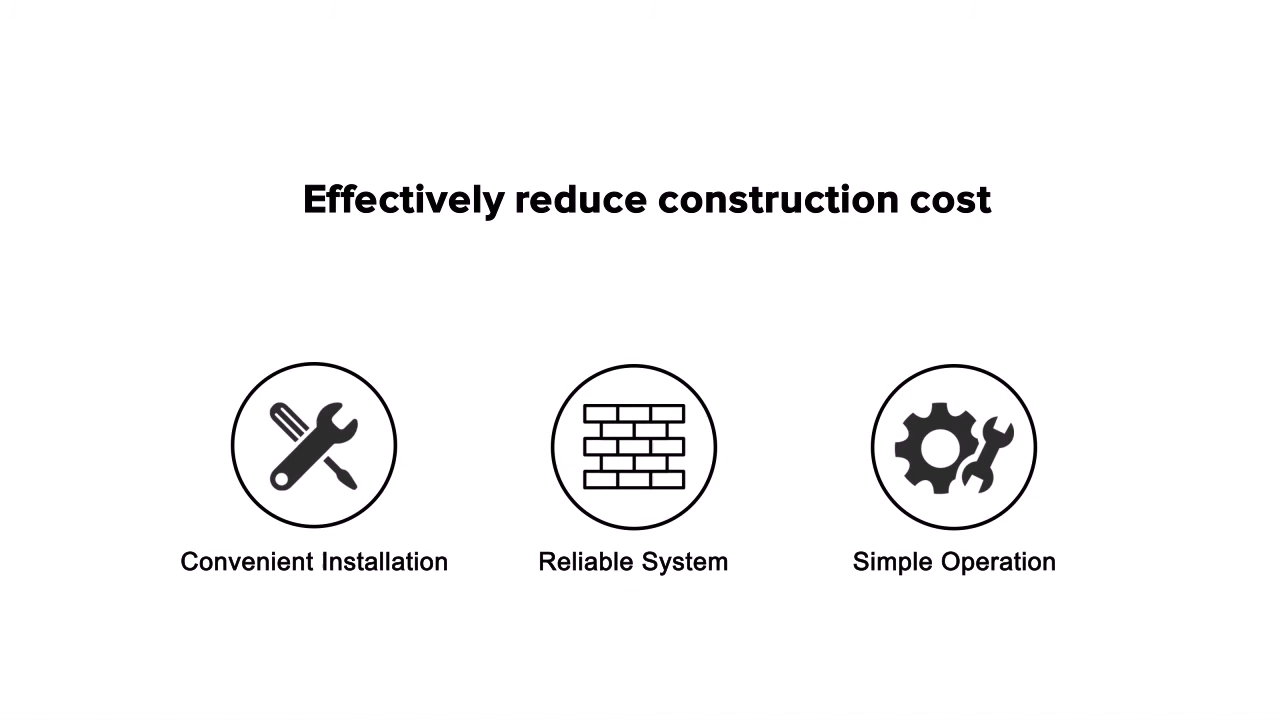 Effectively reduce construction cost
Convenient Installation
Reliable System
Simple Operation